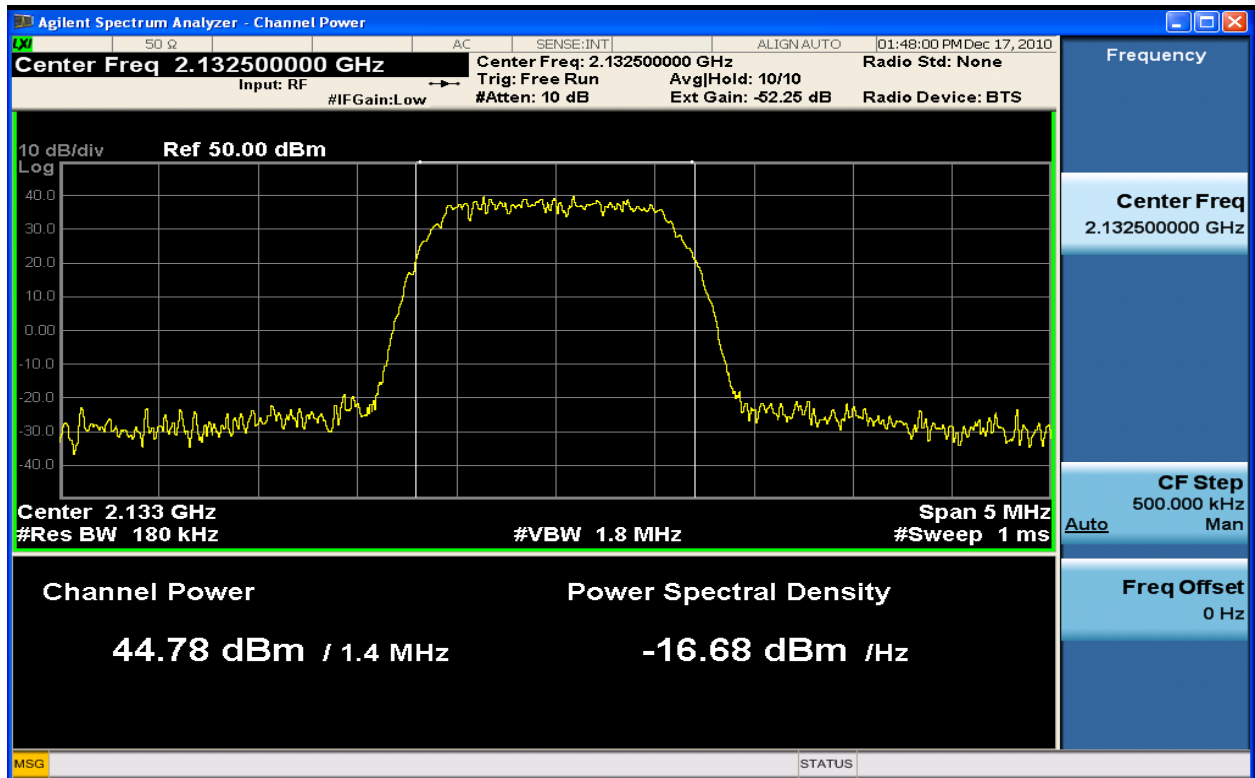 Agilent Spectrum Analyzer - Channel Power
LXI 50 Ω AC SENSE:INT ALIGN AUTO 01:48:00 PM Dec 17, 2010
Center Freq 2.132500000 GHz
Input: RF
#IFGain:Low
Center Freq: 2.132500000 GHz
Trig: Free Run Avg|Hold: 10/10
#Atten: 10 dB Ext Gain: -52.25 dB
Radio Std: None
Radio Device: BTS
10 dB/div Ref 50.00 dBm
Log
40.0
30.0
20.0
10.0
0.00
-10.0
-20.0
-30.0
-40.0
Center 2.133 GHz Span 5 MHz
#Res BW 180 kHz #VBW 1.8 MHz #Sweep 1 ms
Channel Power Power Spectral Density
44.78 dBm / 1.4 MHz -16.68 dBm /Hz
Frequency
Center Freq
2.132500000 GHz
CF Step
500.000 kHz
Auto Man
Freq Offset
0 Hz
MSG STATUS